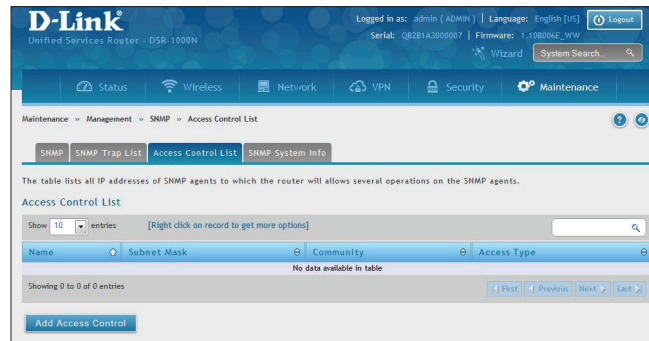 D-Link®
Logged in as: admin ( ADMIN ) | Language: English [US] Logout
Unified Services Router - DSR-1000N
Serial: QB2B1A3000007 | Firmware: 1.10B006E_WW
Wizard System Search...
Status Wireless Network VPN Security Maintenance
Maintenance » Management » SNMP » Access Control List
SNMP SNMP Trap List Access Control List SNMP System Info
The table lists all IP addresses of SNMP agents to which the router will allows several operations on the SNMP agents.
Access Control List
Show 10 entries [Right click on record to get more options]
Name Subnet Mask Community Access Type
No data available in table
Showing 0 to 0 of 0 entries First Previous Next Last
Add Access Control